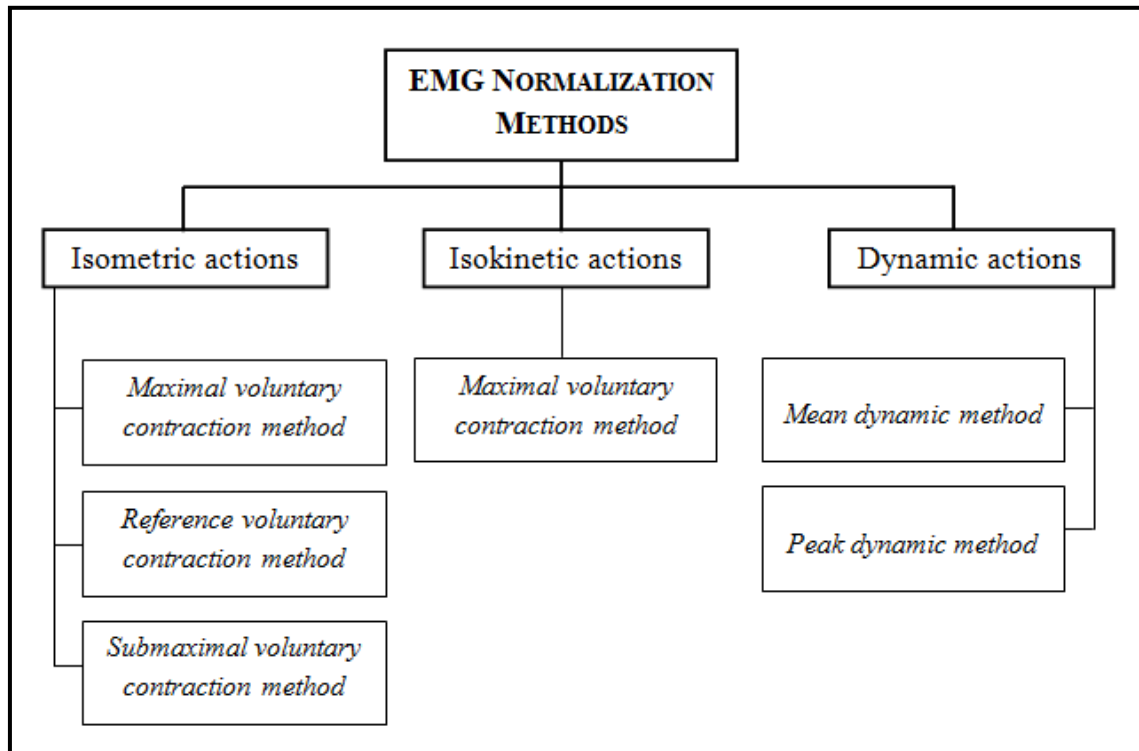 EMG NORMALIZATION
METHODS
Isometric actions
Isokinetic actions
Dynamic actions
Maximal voluntary
contraction method
Reference voluntary
contraction method
Submaximal voluntary
contraction method
Maximal voluntary
contraction method
Mean dynamic method
Peak dynamic method